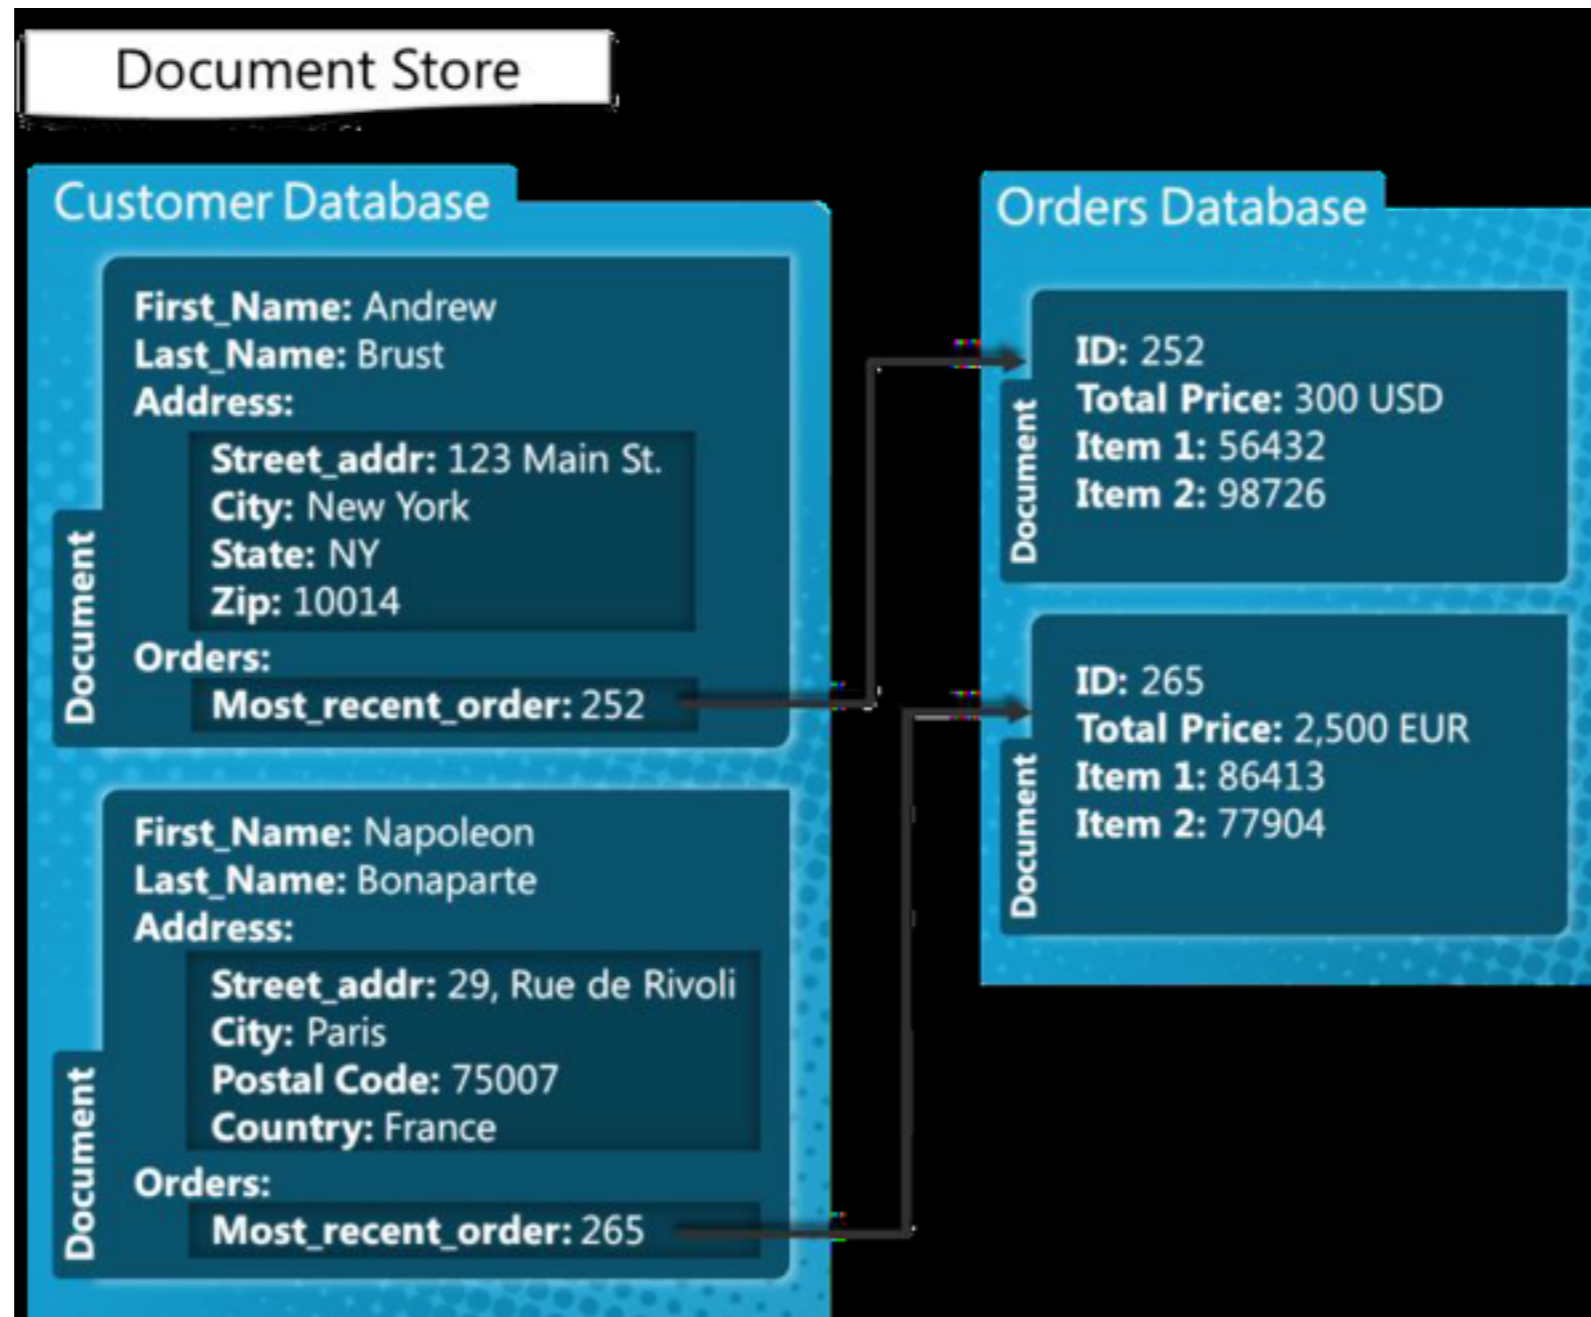 Document Store
Customer Database
First_Name: Andrew
Last_Name: Brust
Address:
Street_addr: 123 Main St.
City: New York
State: NY
Zip: 10014
Orders:
Most_recent_order: 252
Document
First_Name: Napoleon
Last_Name: Bonaparte
Address:
Street_addr: 29, Rue de Rivoli
City: Paris
Postal Code: 75007
Country: France
Orders:
Most_recent_order: 265
Document
Orders Database
ID: 252
Total Price: 300 USD
Item 1: 56432
Item 2: 98726
Document
ID: 265
Total Price: 2,500 EUR
Item 1: 86413
Item 2: 77904
Document